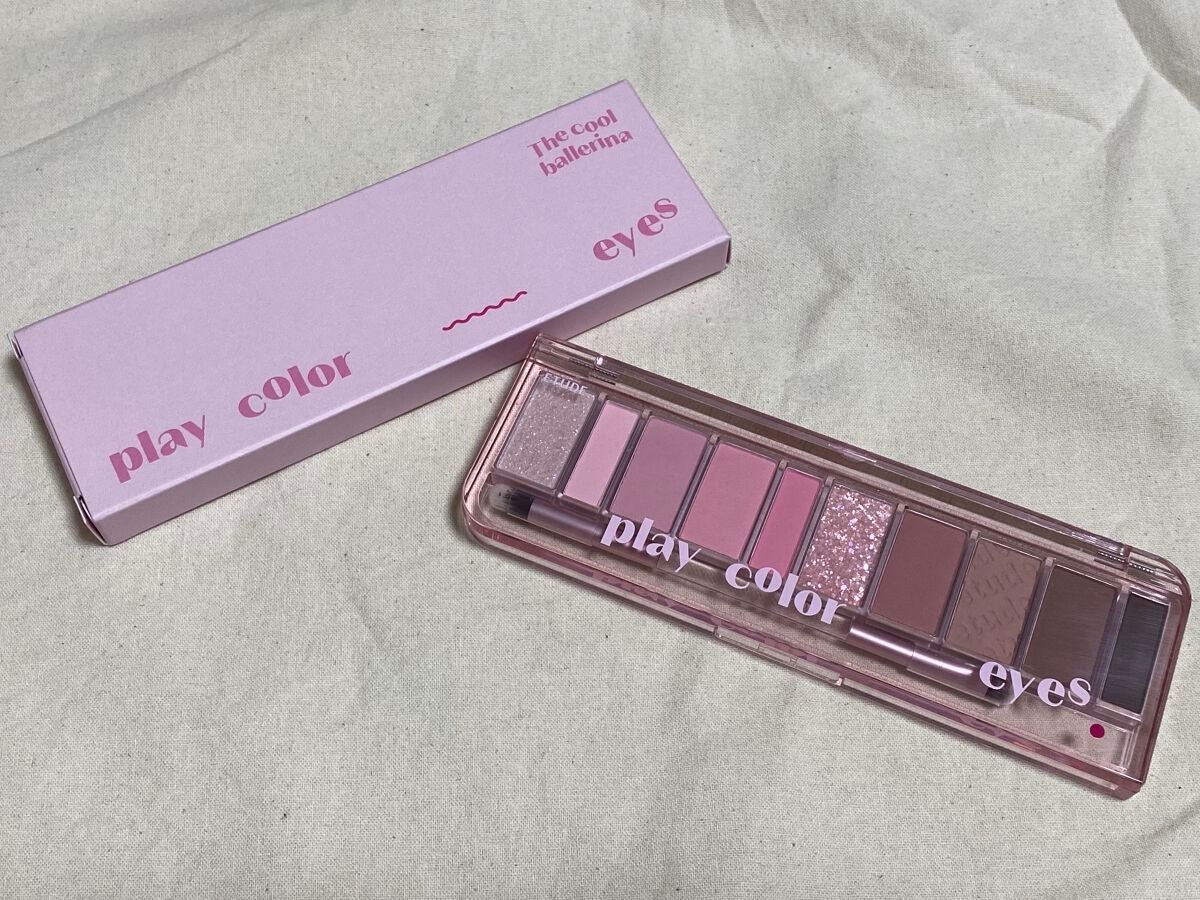 The cool
ballerina
eyes
play color
ETUDE
play color
eyes